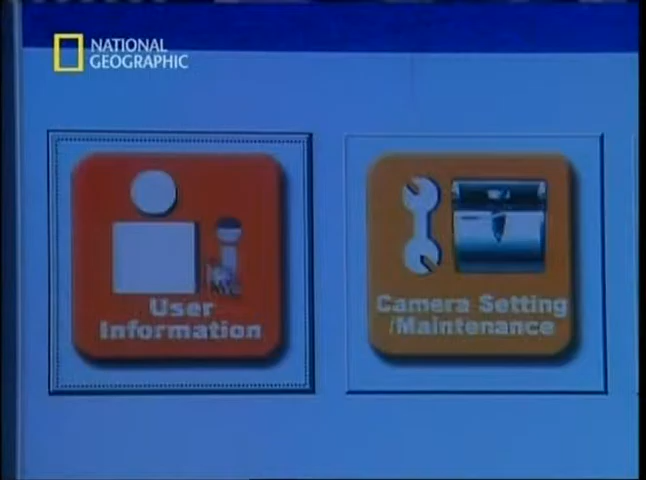 NATIONAL
GEOGRAPHIC
User
Information
Camera Setting
/Maintenance